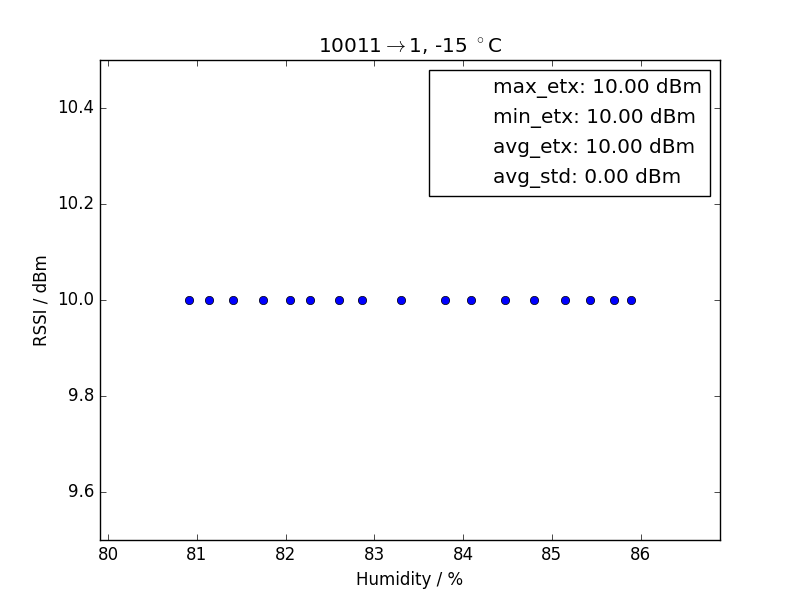 10011→1, -15 °C
max_etx: 10.00 dBm
min_etx: 10.00 dBm
avg_etx: 10.00 dBm
avg_std: 0.00 dBm
RSSI / dBm
10.4
10.2
10.0
9.8
9.6
80 81 82 83 84 85 86
Humidity / %